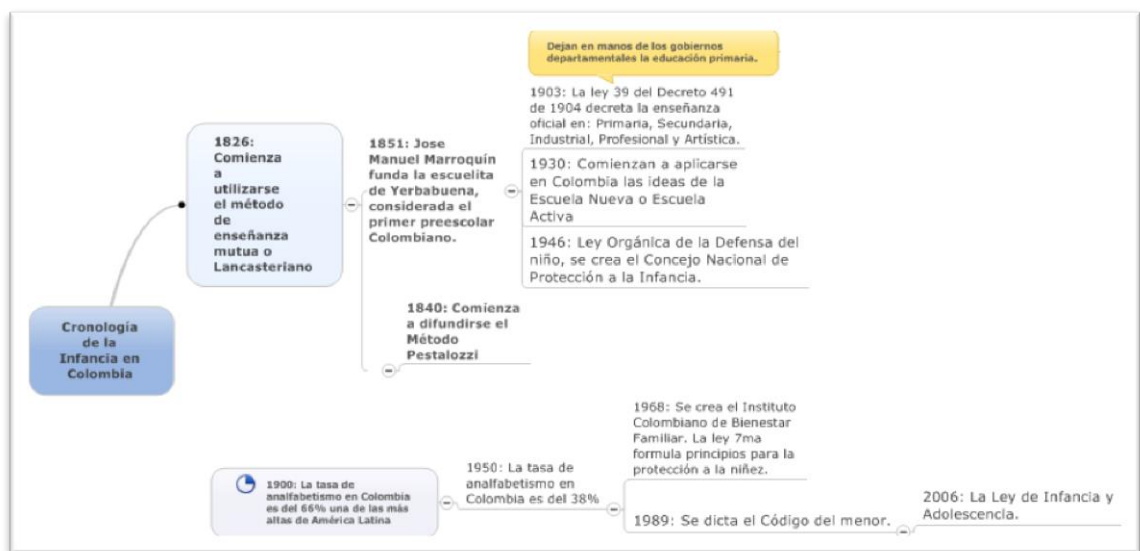 Cronología
de la
Infancia en
Colombia
1826:
Comienza
a
utilizarse
el método
de
enseñanza
mutua o
Lancasteriano
1851: Jose
Manuel Marroquín
funda la escuelita
de Yerbabuena,
considerada el
primer preescolar
Colombiano.
Dejan en manos de los gobiernos
departamentales la educación primaria.
1903: La ley 39 del Decreto 491
de 1904 decreta la enseñanza
oficial en: Primaria, Secundaria,
Industrial, Profesional y Artística.
1930: Comienzan a aplicarse
en Colombia las ideas de la
Escuela Nueva o Escuela
Activa
1946: Ley Orgánica de la Defensa del
niño, se crea el Concejo Nacional de
Protección a la Infancia.
1840: Comienza
a difundirse el
Método
Pestalozzi
1900: La tasa de
analfabetismo en Colombia
es del 66% una de las más
altas de América Latina
1950: La tasa de
analfabetismo en
Colombia es del 38%
1968: Se crea el Instituto
Colombiano de Bienestar
Familiar. La ley 7ma
formula principios para la
protección a la niñez.
1989: Se dicta el Código del menor.
2006: La Ley de Infancia y
Adolescencia.